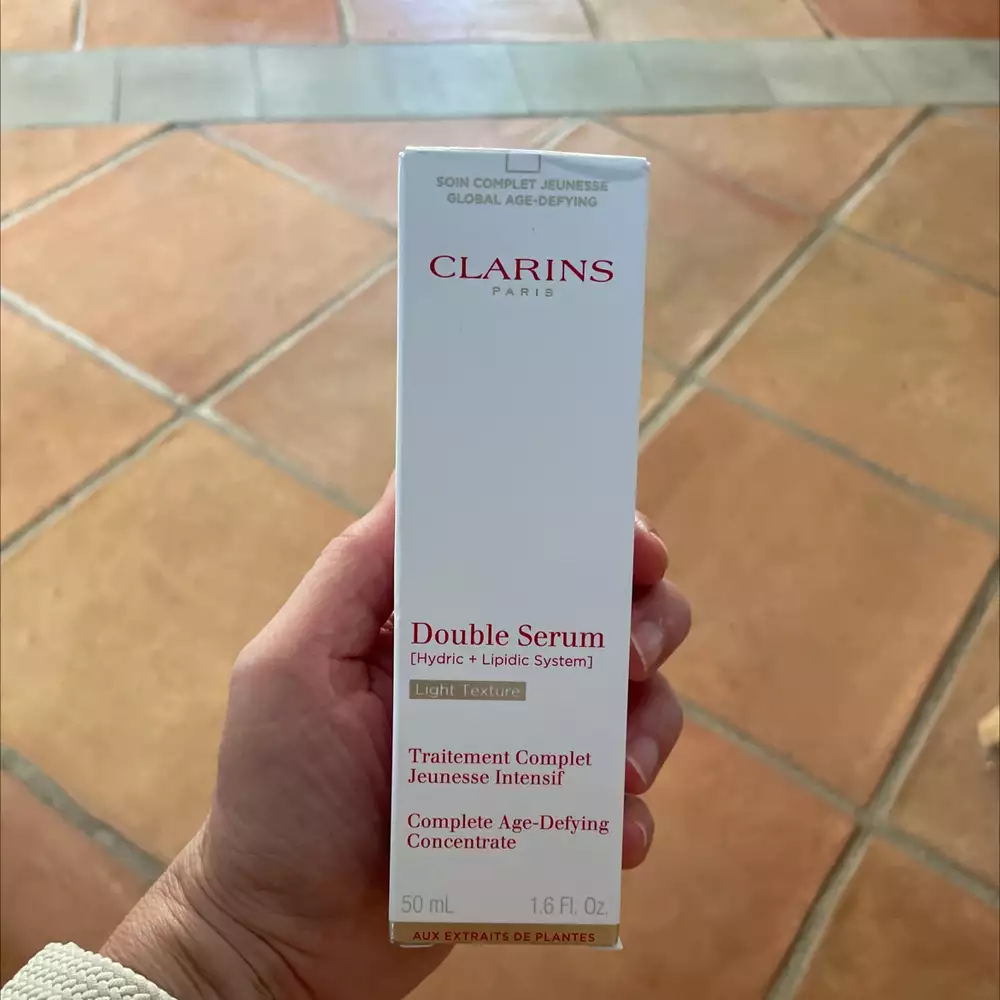 SOIN COMPLET JEUNESSE
GLOBAL AGE-DEFYING
CLARINS
PARIS
Double Serum
[Hydric + Lipidic System]
Light Texture
Traitement Complet
Jeunesse Intensif
Complete Age-Defying
Concentrate
50 mL 1.6 Fl. Oz.
AUX EXTRAITS DE PLANTES